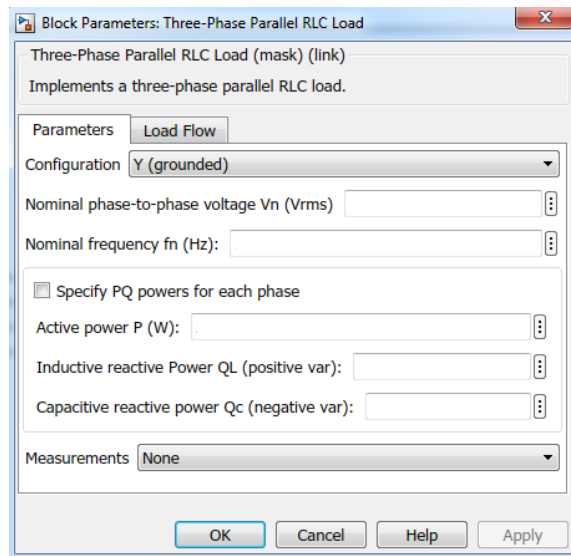 Block Parameters: Three-Phase Parallel RLC Load
x
Three-Phase Parallel RLC Load (mask) (link)
Implements a three-phase parallel RLC load.
Parameters Load Flow
Configuration Y (grounded)
Nominal phase-to-phase voltage Vn (Vrms)
Nominal frequency fn (Hz):
Specify PQ powers for each phase
Active power P (W):
Inductive reactive Power QL (positive var):
Capacitive reactive power Qc (negative var):
Measurements None
OK Cancel Help Apply